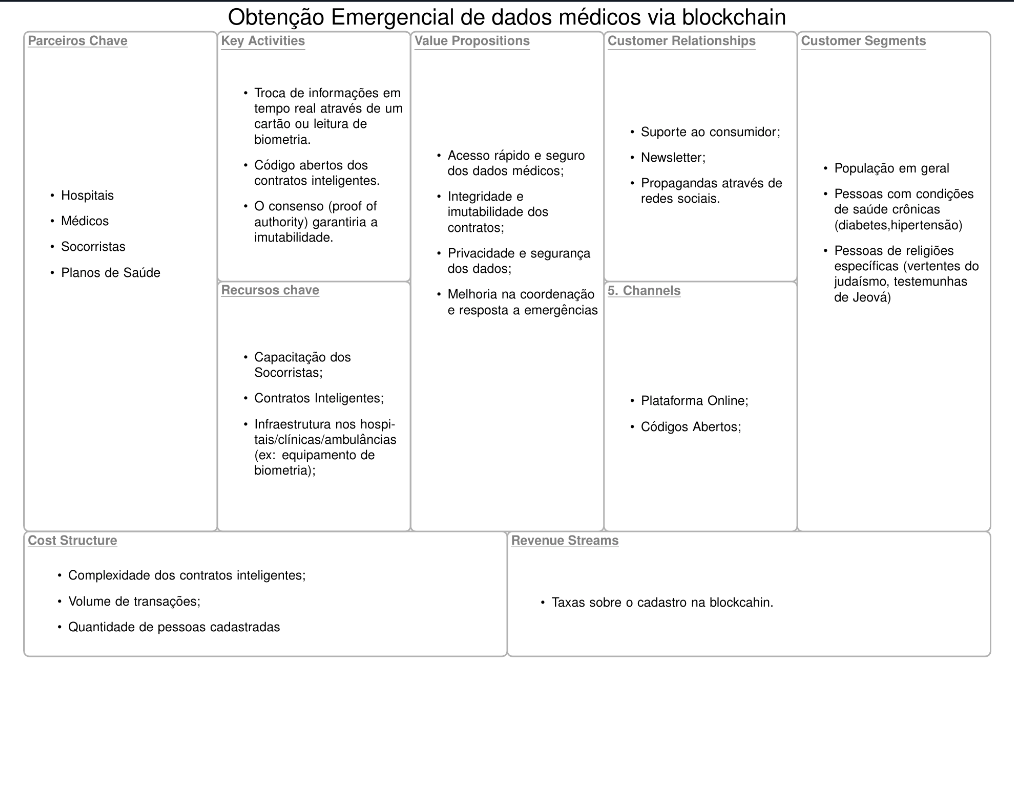 Obtenção Emergencial de dados médicos via blockchain
Parceiros Chave
• Hospitais
• Médicos
• Socorristas
• Planos de Saúde
Key Activities
• Troca de informações em
tempo real através de um
cartão ou leitura de
biometria.
• Código abertos dos
contratos inteligentes.
• O consenso (proof of
authority) garantiria a
imutabilidade.
Recursos chave
• Capacitação dos
Socorristas;
• Contratos Inteligentes;
• Infraestrutura nos hospi-
tais/clínicas/ambulâncias
(ex: equipamento de
biometria);
Value Propositions
• Acesso rápido e seguro
dos dados médicos;
• Integridade e
imutabilidade dos
contratos;
• Privacidade e segurança
dos dados;
• Melhoria na coordenação
e resposta a emergências
Customer Relationships
• Suporte ao consumidor;
• Newsletter;
• Propagandas através de
redes sociais.
5. Channels
• Plataforma Online;
• Códigos Abertos;
Customer Segments
• População em geral
• Pessoas com condições
de saúde crônicas
(diabetes,hipertensão)
• Pessoas de religiões
específicas (vertentes do
judaísmo, testemunhas
de Jeová)
Cost Structure
• Complexidade dos contratos inteligentes;
• Volume de transações;
• Quantidade de pessoas cadastradas
Revenue Streams
• Taxas sobre o cadastro na blockcahin.